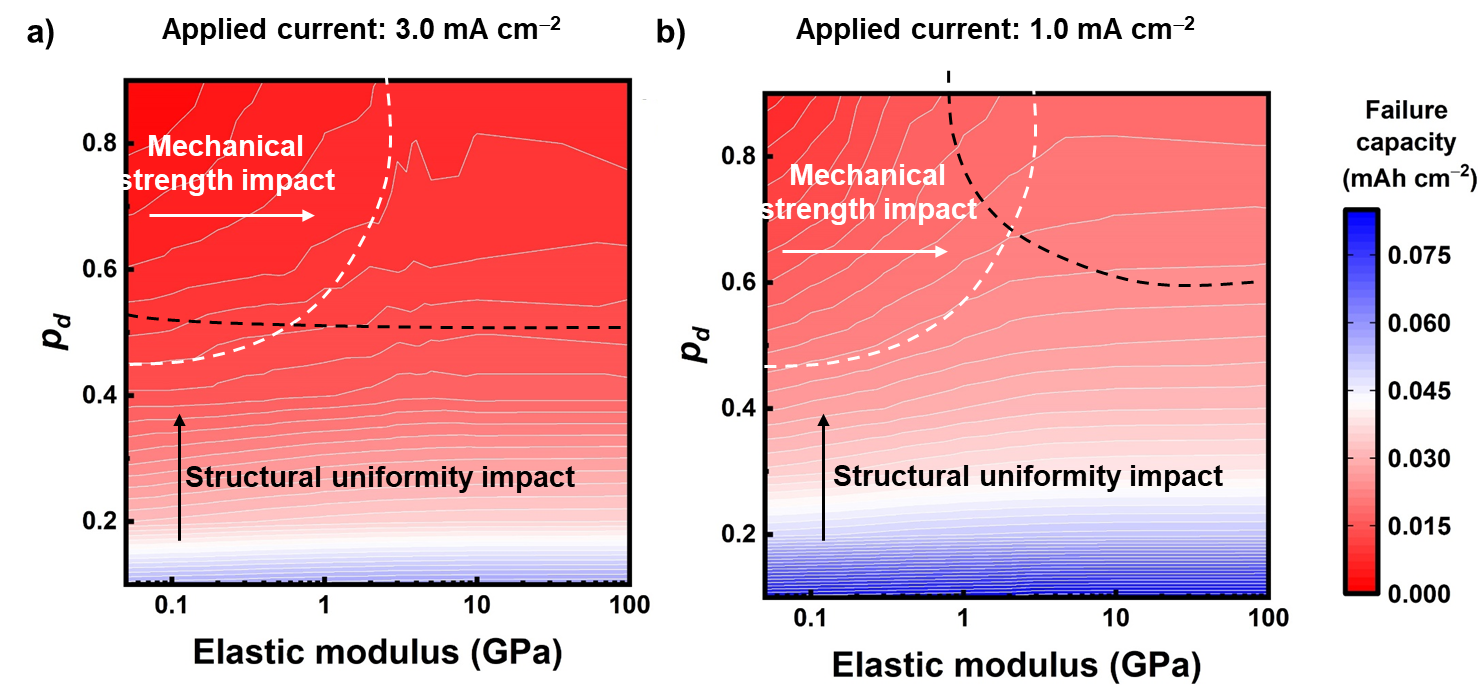 a)
Applied current: 3.0 mA cm⁻²
0.8
0.6
0.4
0.2
p_d
Mechanical
strength impact
Structural uniformity impact
0.1
1
10
100
Elastic modulus (GPa)
b)
Applied current: 1.0 mA cm⁻²
0.8
0.6
0.4
0.2
p_d
Mechanical
strength impact
Structural uniformity impact
0.1
1
10
100
Elastic modulus (GPa)
Failure
capacity
(mAh cm⁻²)
0.075
0.060
0.045
0.030
0.015
0.000